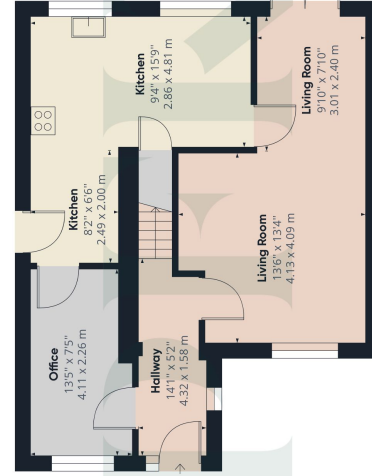 Kitchen
9'4" x 15'9"
2.86 x 4.81 m
Living Room
9'10" x 7'10"
3.01 x 2.40 m
Kitchen
8'2" x 6'6"
2.49 x 2.00 m
Living Room
13'6" x 13'4"
4.13 x 4.09 m
Office
13'5" x 7'5"
4.11 x 2.26 m
Hallway
14'1" x 5'2"
4.32 x 1.58 m